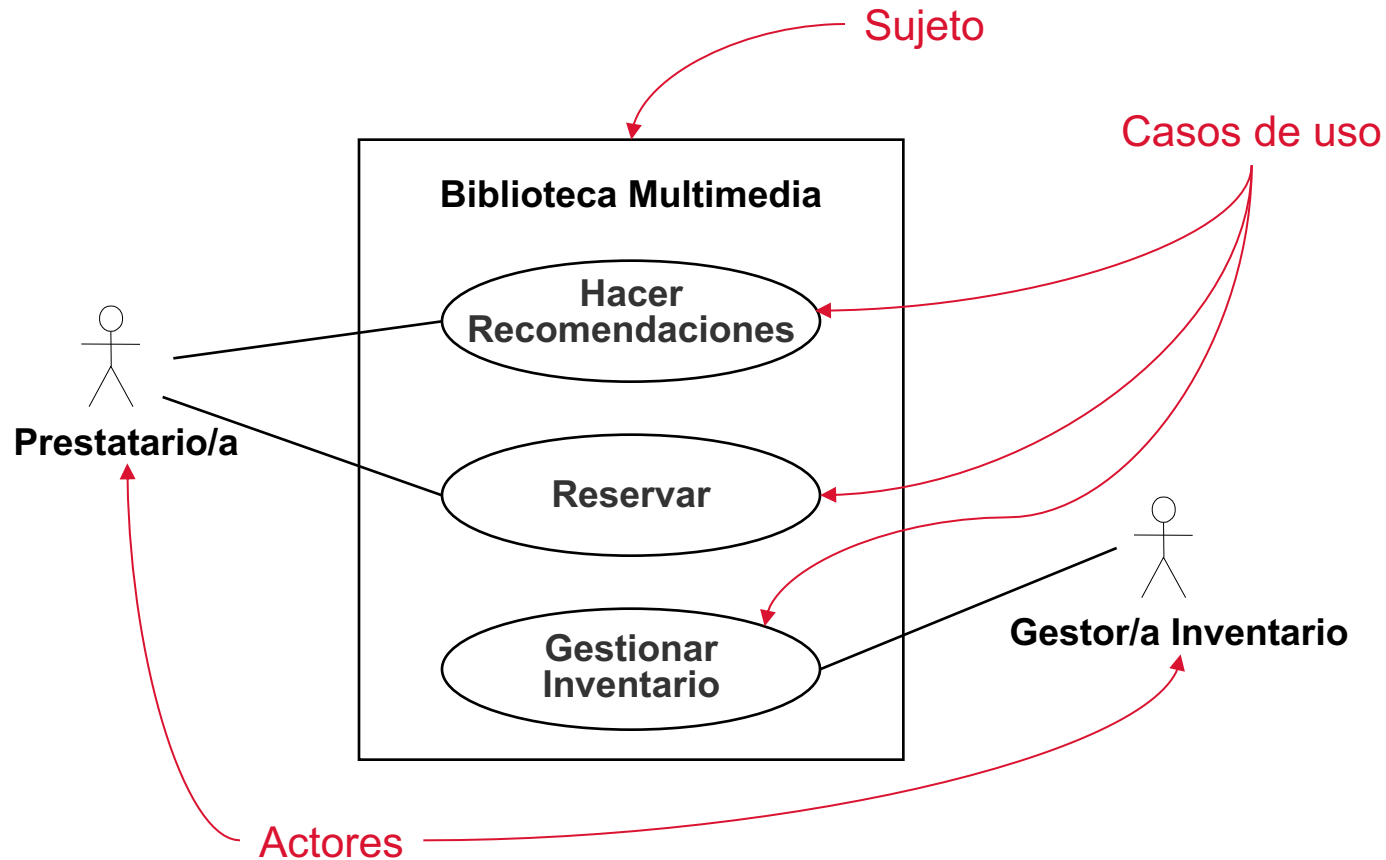 Sujeto
Casos de uso
Biblioteca Multimedia
Hacer
Recomendaciones
Prestatario/a
Reservar
Gestionar
Inventario
Gestor/a Inventario
Actores